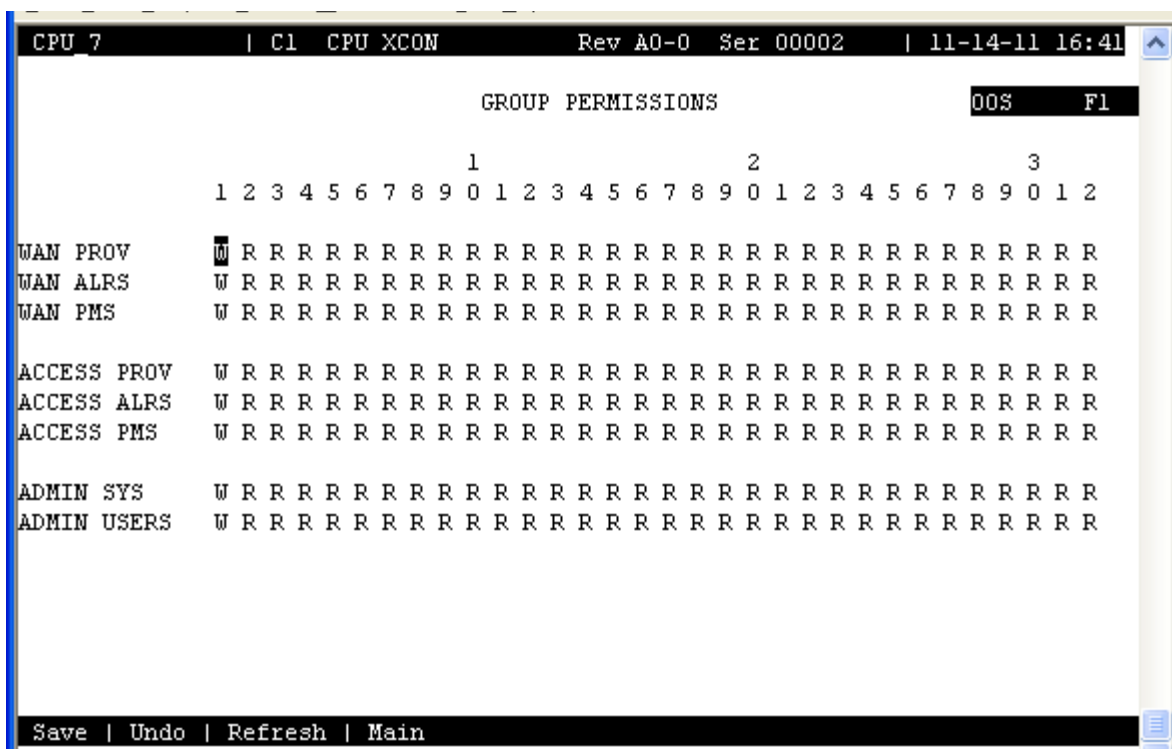 CPU_7 | C1 CPU XCON Rev A0-0 Ser 00002 | 11-14-11 16:41
GROUP PERMISSIONS OOS F1
1 2 3
1 2 3 4 5 6 7 8 9 0 1 2 3 4 5 6 7 8 9 0 1 2 3 4 5 6 7 8 9 0 1 2
WAN PROV W R R R R R R R R R R R R R R R R R R R R R R R R R R R R R R R
WAN ALRS W R R R R R R R R R R R R R R R R R R R R R R R R R R R R R R R
WAN PMS W R R R R R R R R R R R R R R R R R R R R R R R R R R R R R R R
ACCESS PROV W R R R R R R R R R R R R R R R R R R R R R R R R R R R R R R R
ACCESS ALRS W R R R R R R R R R R R R R R R R R R R R R R R R R R R R R R R
ACCESS PMS W R R R R R R R R R R R R R R R R R R R R R R R R R R R R R R R
ADMIN SYS W R R R R R R R R R R R R R R R R R R R R R R R R R R R R R R R
ADMIN USERS W R R R R R R R R R R R R R R R R R R R R R R R R R R R R R R R
Save | Undo | Refresh | Main